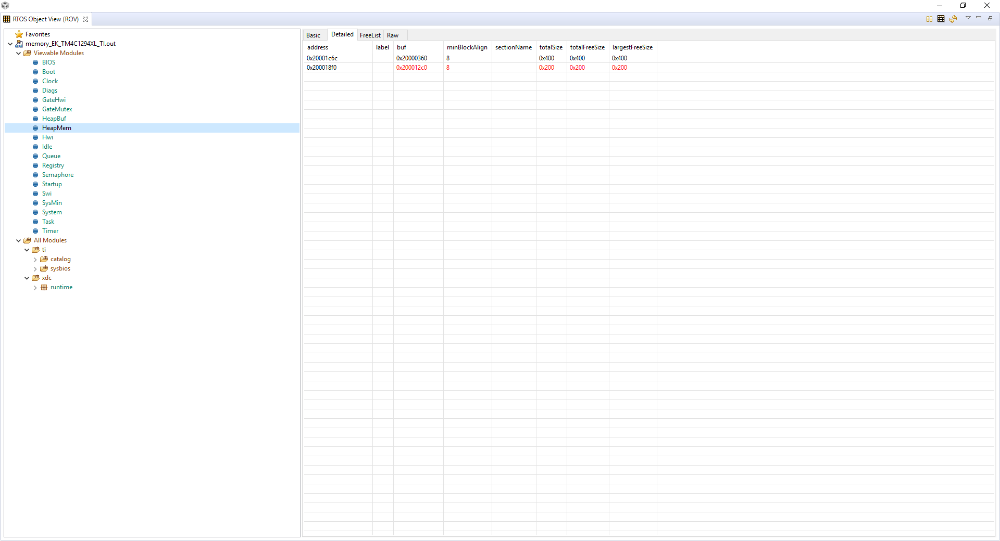 RTOS Object View (ROV)
Favorites
memory_EK_TM4C1294XL_TI.out
Viewable Modules
BIOS
Boot
Clock
Diags
GateHwi
GateMutex
HeapBuf
HeapMem
Hwi
Idle
Queue
Registry
Semaphore
Startup
Swi
SysMin
System
Task
Timer
All Modules
ti
catalog
sysbios
xdc
runtime
Basic Detailed FreeList Raw
address label buf minBlockAlign sectionName totalSize totalFreeSize largestFreeSize
0x20001c6c 0x20000360 8 0x400 0x400 0x400
0x200018f0 0x200012c0 8 0x200 0x200 0x200